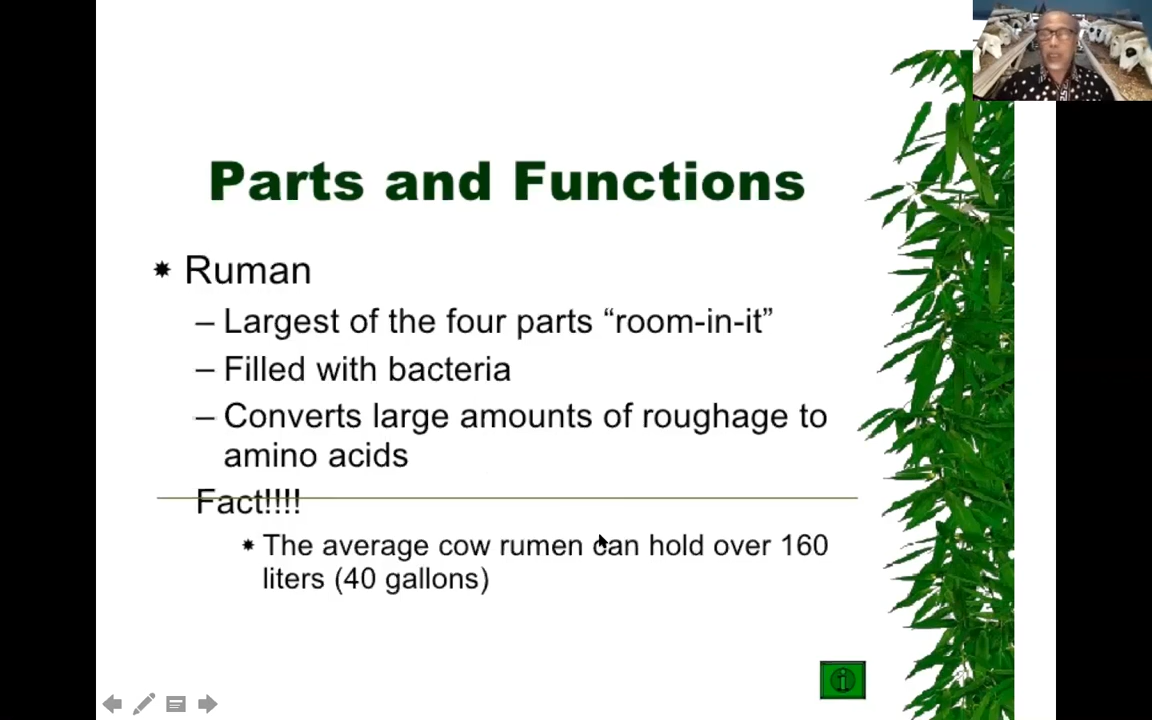 Parts and Functions
Ruman
– Largest of the four parts “room-in-it”
– Filled with bacteria
– Converts large amounts of roughage to
amino acids
Fact!!!!
The average cow rumen can hold over 160
liters (40 gallons)
i